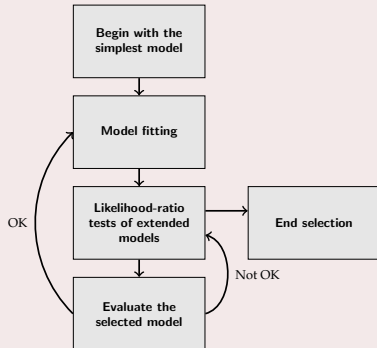 Begin with the
simplest model
Model fitting
Likelihood-ratio
tests of extended
models
End selection
OK
Not OK
Evaluate the
selected model